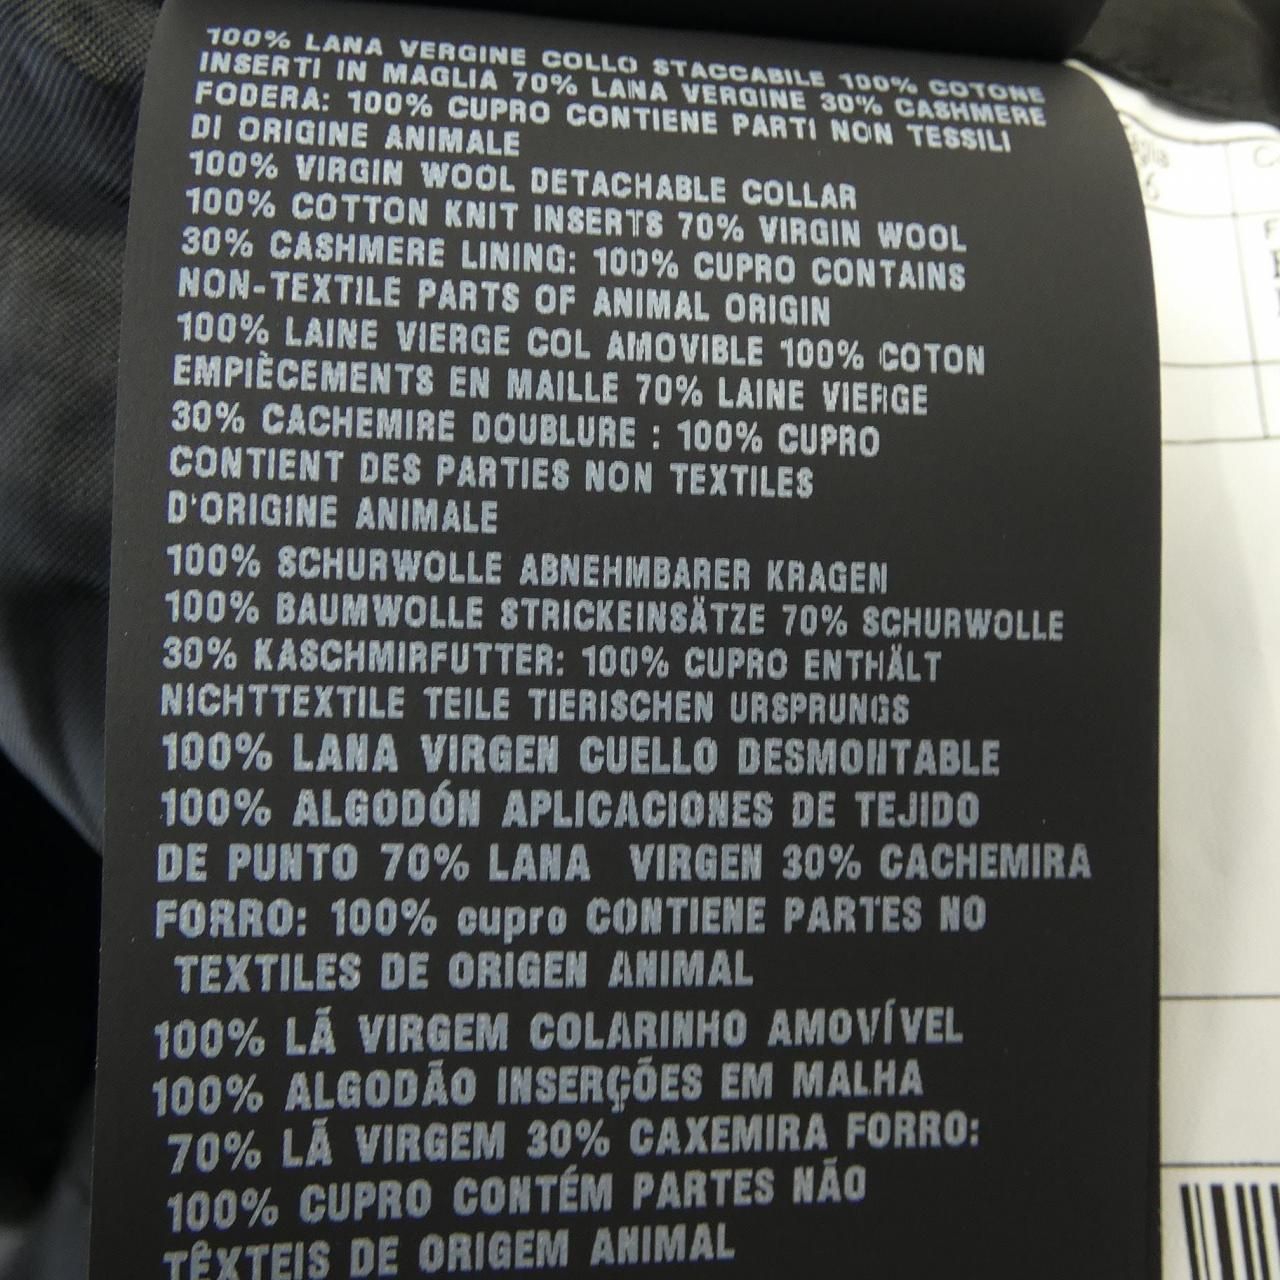 100% LANA VERGINE COLLO STACCABILE 100% COTONE
INSERTI IN MAGLIA 70% LANA VERGINE 30% CASHMERE
FODERA: 100% CUPRO CONTIENE PARTI NON TESSILI
DI ORIGINE ANIMALE
100% VIRGIN WOOL DETACHABLE COLLAR
100% COTTON KNIT INSERTS 70% VIRGIN WOOL
30% CASHMERE LINING: 100% CUPRO CONTAINS
NON-TEXTILE PARTS OF ANIMAL ORIGIN
100% LAINE VIERGE COL AMOVIBLE 100% COTON
EMPIÈCEMENTS EN MAILLE 70% LAINE VIERGE
30% CACHEMIRE DOUBLURE : 100% CUPRO
CONTIENT DES PARTIES NON TEXTILES
D'ORIGINE ANIMALE
100% SCHURWOLLE ABNEHMBARER KRAGEN
100% BAUMWOLLE STRICKEINSÄTZE 70% SCHURWOLLE
30% KASCHMIRFUTTER: 100% CUPRO ENTHÄLT
NICHTTEXTILE TEILE TIERISCHEN URSPRUNGS
100% LANA VIRGEN CUELLO DESMONTABLE
100% ALGODÓN APLICACIONES DE TEJIDO
DE PUNTO 70% LANA VIRGEN 30% CACHEMIRA
FORRO: 100% cupro CONTIENE PARTES NO
TEXTILES DE ORIGEN ANIMAL
100% LÃ VIRGEM COLARINHO AMOVÍVEL
100% ALGODÃO INSERÇÕES EM MALHA
70% LÃ VIRGEM 30% CAXEMIRA FORRO:
100% CUPRO CONTÉM PARTES NÃO
TÊXTEIS DE ORIGEM ANIMAL